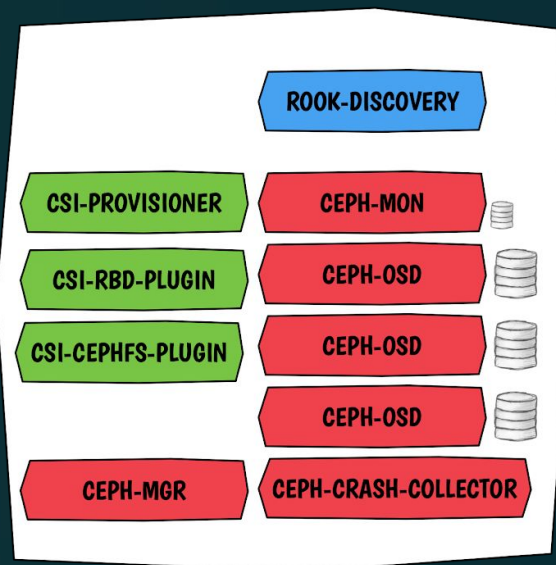 ROOK-DISCOVERY
CSI-PROVISIONER
CEPH-MON
CSI-RBD-PLUGIN
CEPH-OSD
CSI-CEPHFS-PLUGIN
CEPH-OSD
CEPH-OSD
CEPH-MGR
CEPH-CRASH-COLLECTOR